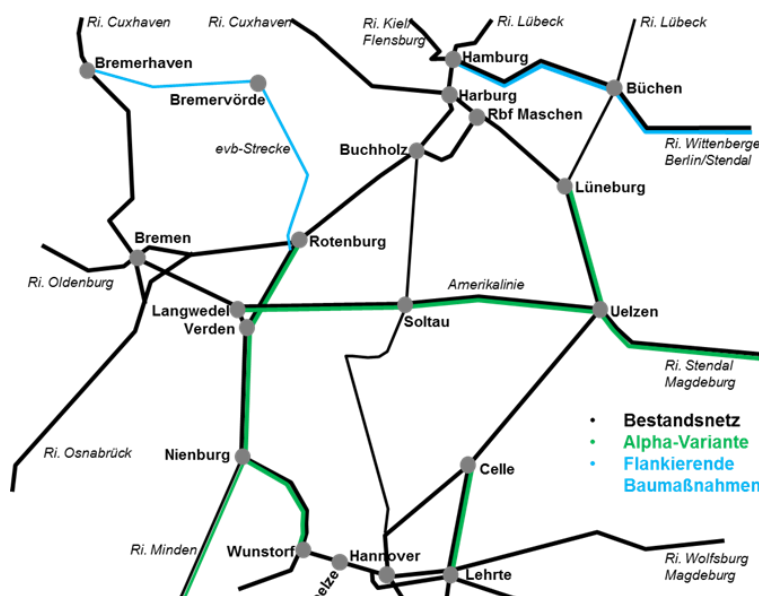 Ri. Cuxhaven
Ri. Cuxhaven
Ri. Kiel/
Flensburg
Ri. Lübeck
Ri. Lübeck
Bremerhaven
Hamburg
Bremervörde
Harburg
Büchen
Rbf Maschen
evb-Strecke
Buchholz
Ri. Wittenberge
Berlin/Stendal
Lüneburg
Bremen
Rotenburg
Ri. Oldenburg
Amerikalinie
Langwedel
Verden
Soltau
Uelzen
Ri. Stendal
Magdeburg
Bestandsnetz
Alpha-Variante
Flankierende
Baumaßnahmen
Ri. Osnabrück
Nienburg
Celle
Ri. Minden
Wunstorf
Hannover
Ri. Wolfsburg
Magdeburg
Lehrte